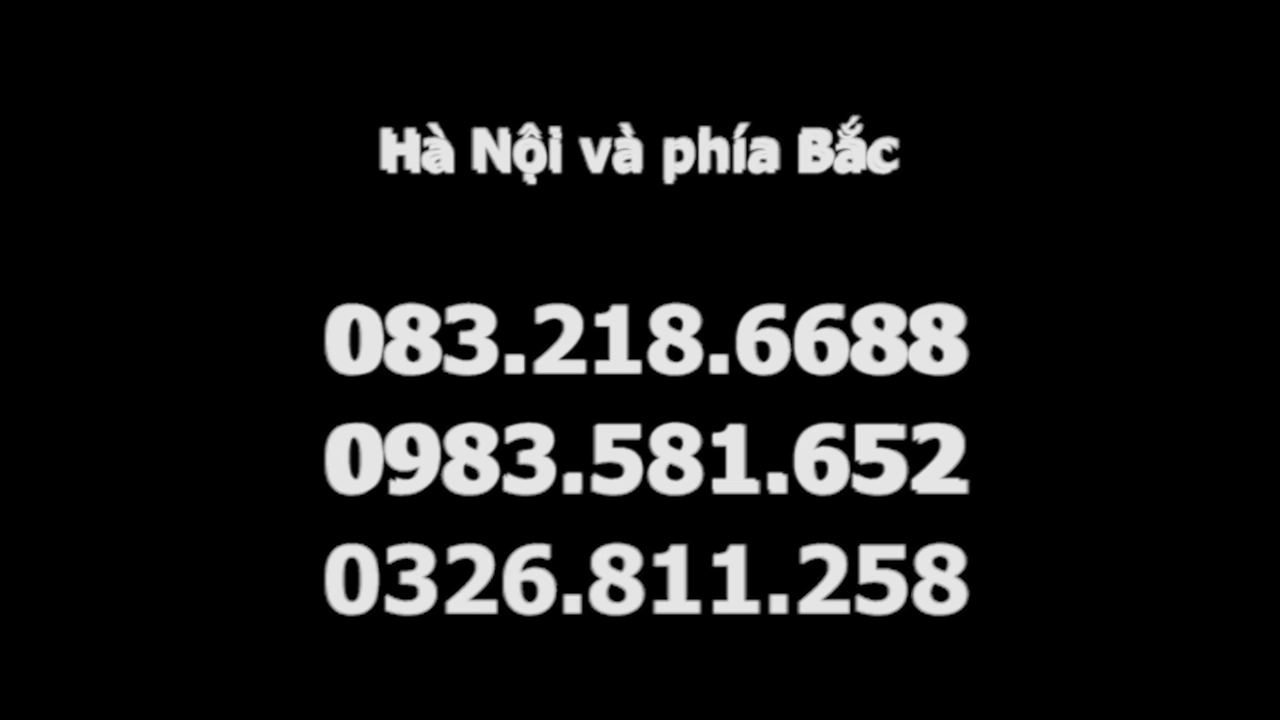 Hà Nội và phía Bắc
083.218.6688
0983.581.652
0326.811.258